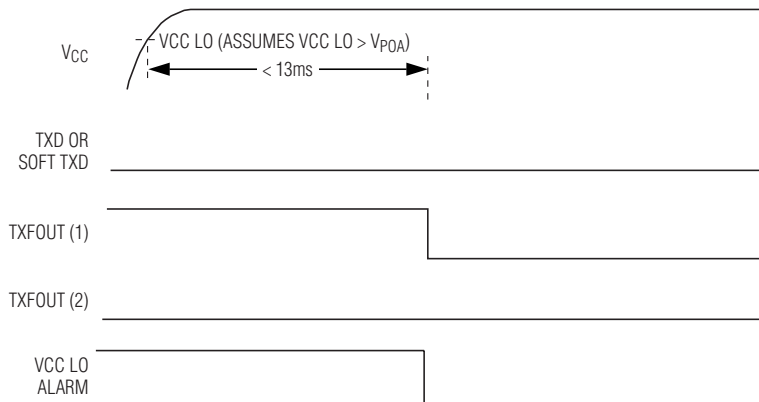 VCC
VCC LO (ASSUMES VCC LO > VPOA)
< 13ms
TXD OR
SOFT TXD
TXFOUT (1)
TXFOUT (2)
VCC LO
ALARM